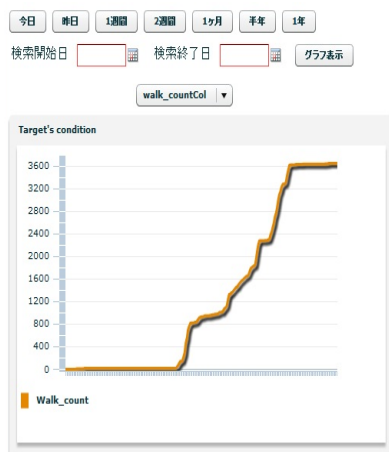 今日 昨日 1週間 2週間 1ヶ月 半年 1年
検索開始日 検索終了日 グラフ表示
walk_countCol
Target's condition
3600
3200
2800
2400
2000
1600
1200
800
400
0
Walk_count